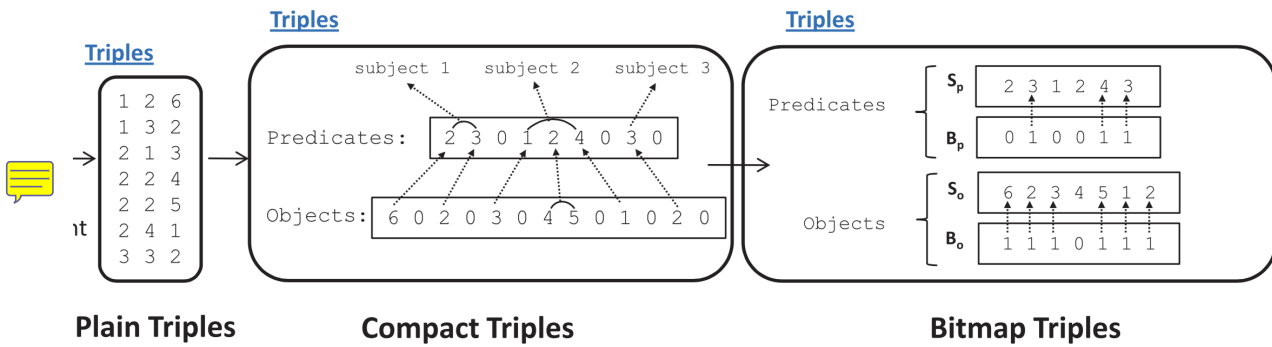 Triples
1 2 6
1 3 2
2 1 3
2 2 4
2 2 5
2 4 1
3 3 2
nt
Plain Triples
Triples
subject 1 subject 2 subject 3
Predicates: 2 3 0 1 2 4 0 3 0
Objects: 6 0 2 0 3 0 4 5 0 1 0 2 0
Compact Triples
Triples
Predicates
Sp 2 3 1 2 4 3
Bp 0 1 0 0 1 1
Objects
So 6 2 3 4 5 1 2
Bo 1 1 1 0 1 1 1
Bitmap Triples